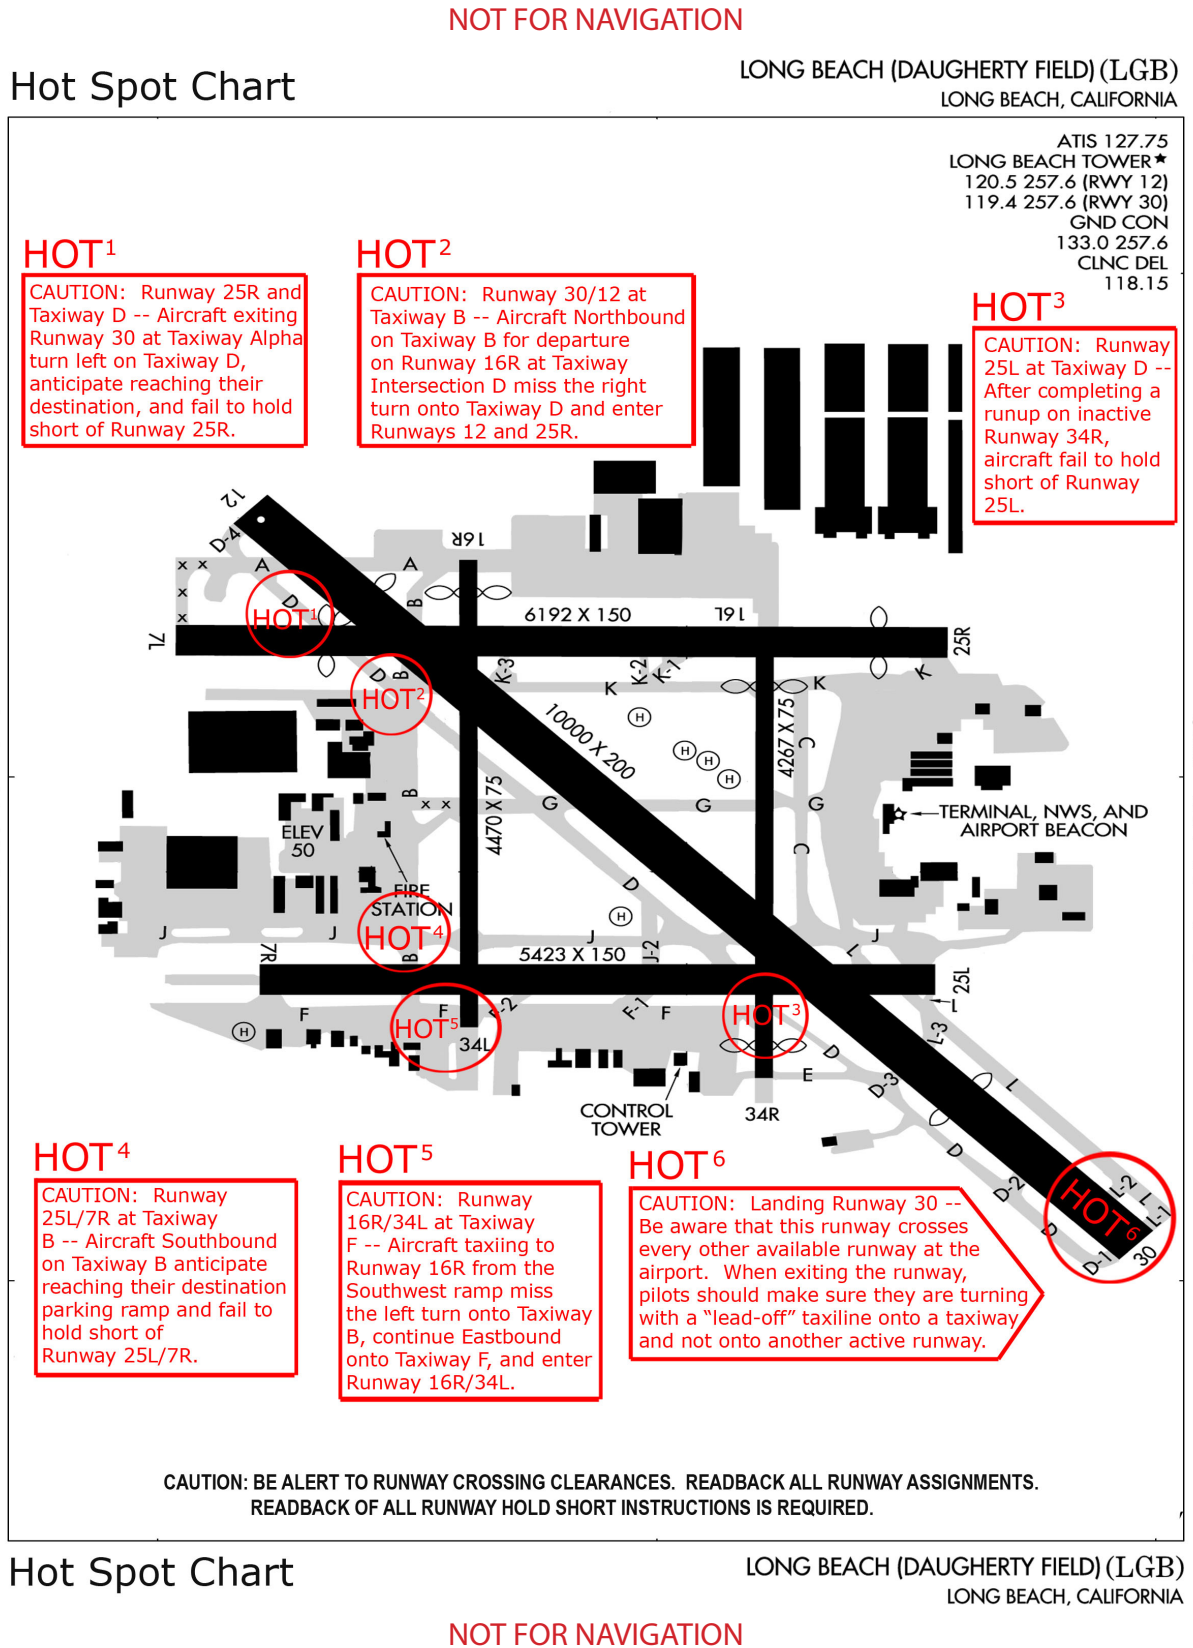 NOT FOR NAVIGATION
Hot Spot Chart
LONG BEACH (DAUGHERTY FIELD) (LGB)
LONG BEACH, CALIFORNIA
ATIS 127.75
LONG BEACH TOWER★
120.5 257.6 (RWY 12)
119.4 257.6 (RWY 30)
GND CON
133.0 257.6
CLNC DEL
118.15
HOT1
CAUTION: Runway 25R and
Taxiway D -- Aircraft exiting
Runway 30 at Taxiway Alpha
turn left on Taxiway D,
anticipate reaching their
destination, and fail to hold
short of Runway 25R.
HOT2
CAUTION: Runway 30/12 at
Taxiway B -- Aircraft Northbound
on Taxiway B for departure
on Runway 16R at Taxiway
Intersection D miss the right
turn onto Taxiway D and enter
Runways 12 and 25R.
HOT3
CAUTION: Runway
25L at Taxiway D --
After completing a
runup on inactive
Runway 34R,
aircraft fail to hold
short of Runway
25L.
12
D-4
16R
x x
A
A
x
D
B
HOT1
6192 X 150
16L
x
7L
25R
D
B
K-3
K-2
K-1
K
K
K
HOT2
H
10000 X 200
4267 X 75
C
H
H
H
B
x x
G
G
G
4470 X 75
TERMINAL, NWS, AND
AIRPORT BEACON
ELEV
50
C
D
FIRE
STATION
H
J
J
HOT4
J
J
7R
B
5423 X 150
J-2
L
25L
L
F
F
F-2
F-1
F
HOT3
H
HOT5
34L
L-3
D
E
D-3
L
CONTROL
TOWER
34R
D
D-2
L-2
L
L-1
HOT6
D
D-1
30
HOT4
CAUTION: Runway
25L/7R at Taxiway
B -- Aircraft Southbound
on Taxiway B anticipate
reaching their destination
parking ramp and fail to
hold short of
Runway 25L/7R.
HOT5
CAUTION: Runway
16R/34L at Taxiway
F -- Aircraft taxiing to
Runway 16R from the
Southwest ramp miss
the left turn onto Taxiway
B, continue Eastbound
onto Taxiway F, and enter
Runway 16R/34L.
HOT6
CAUTION: Landing Runway 30 --
Be aware that this runway crosses
every other available runway at the
airport. When exiting the runway,
pilots should make sure they are turning
with a “lead-off” taxiline onto a taxiway
and not onto another active runway.
CAUTION: BE ALERT TO RUNWAY CROSSING CLEARANCES. READBACK ALL RUNWAY ASSIGNMENTS.
READBACK OF ALL RUNWAY HOLD SHORT INSTRUCTIONS IS REQUIRED.
Hot Spot Chart
LONG BEACH (DAUGHERTY FIELD) (LGB)
LONG BEACH, CALIFORNIA
NOT FOR NAVIGATION